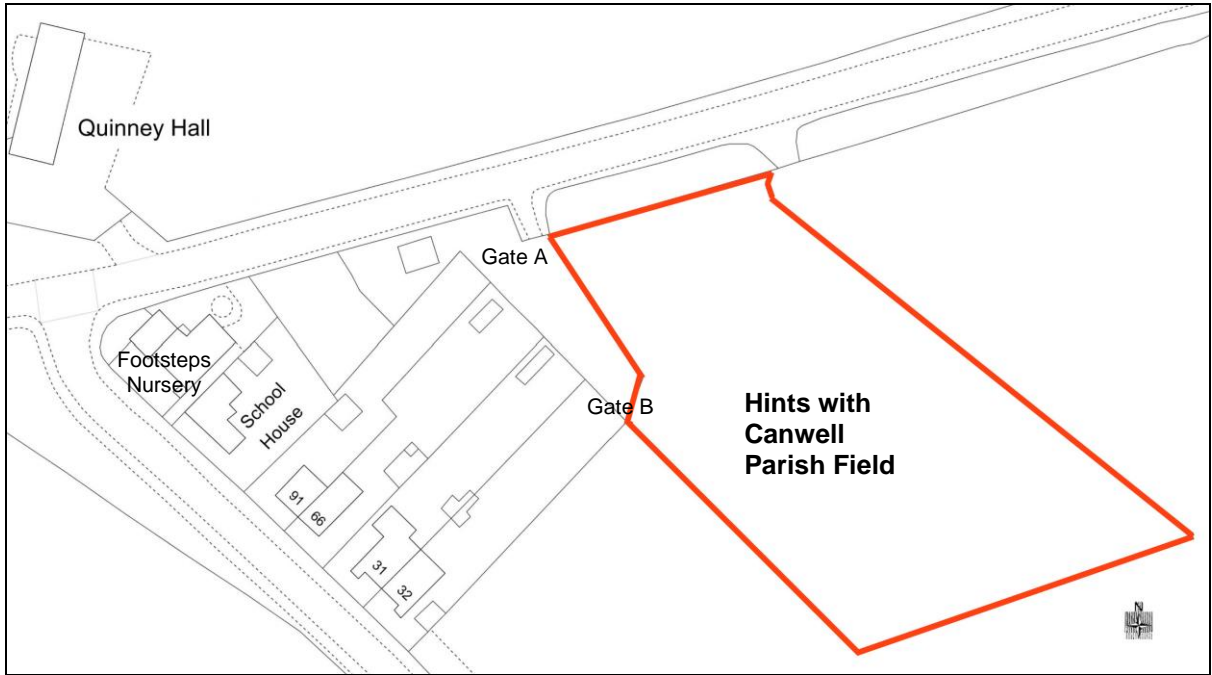 Quinney Hall
Gate A
Footsteps
Nursery
School
House
Gate B
Hints with
Canwell
Parish Field
91
66
31
32
N